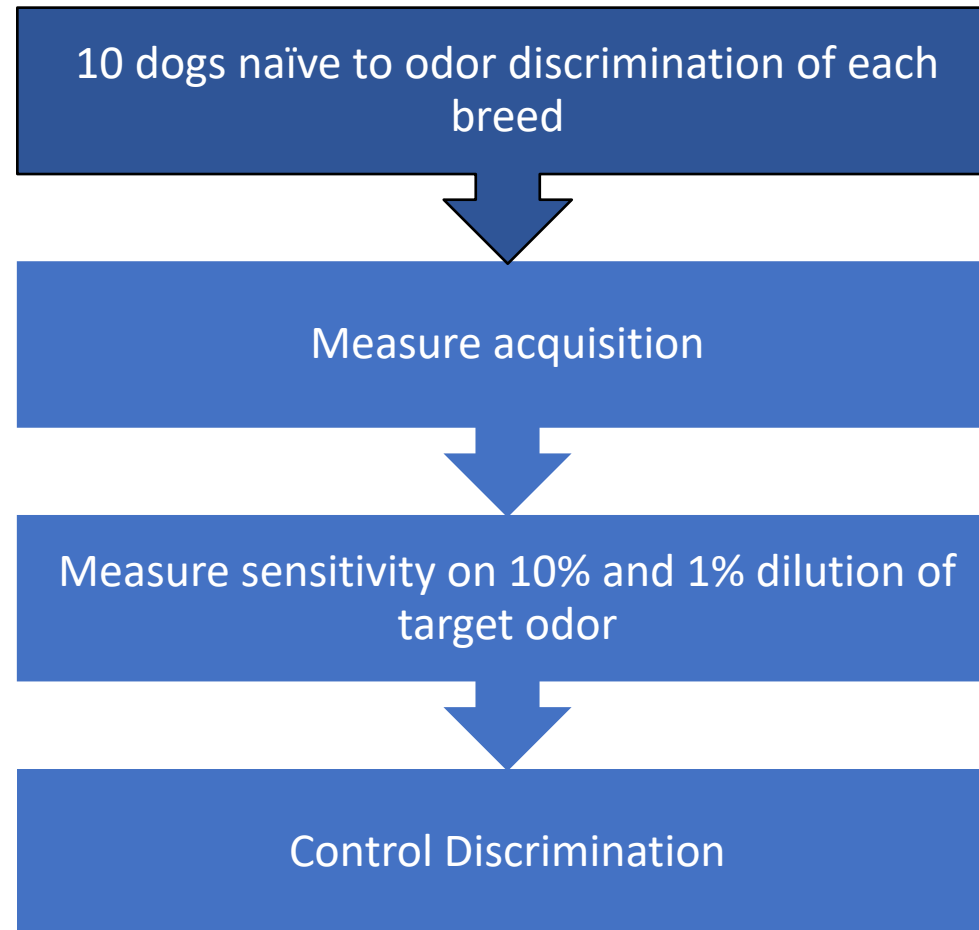 10 dogs naïve to odor discrimination of each
breed
Measure acquisition
Measure sensitivity on 10% and 1% dilution of
target odor
Control Discrimination